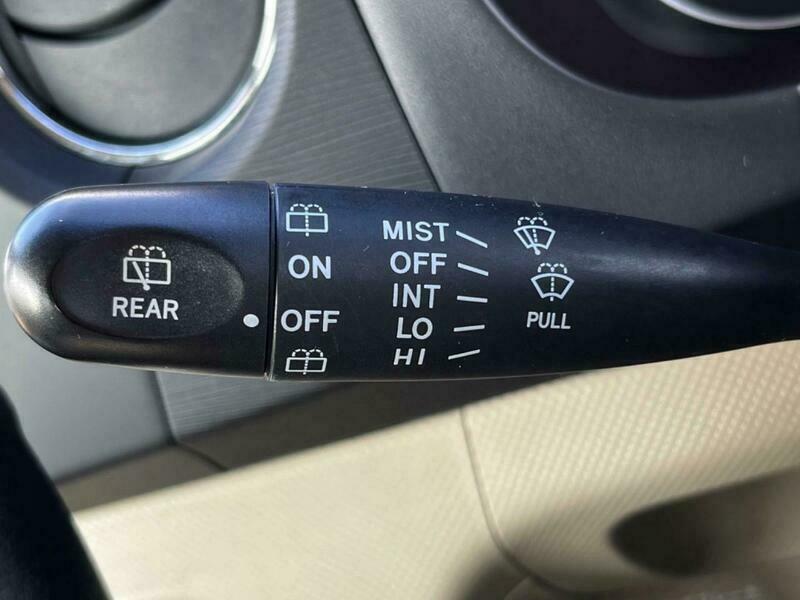 REAR
ON
OFF
MIST
OFF
INT
LO
HI
PULL